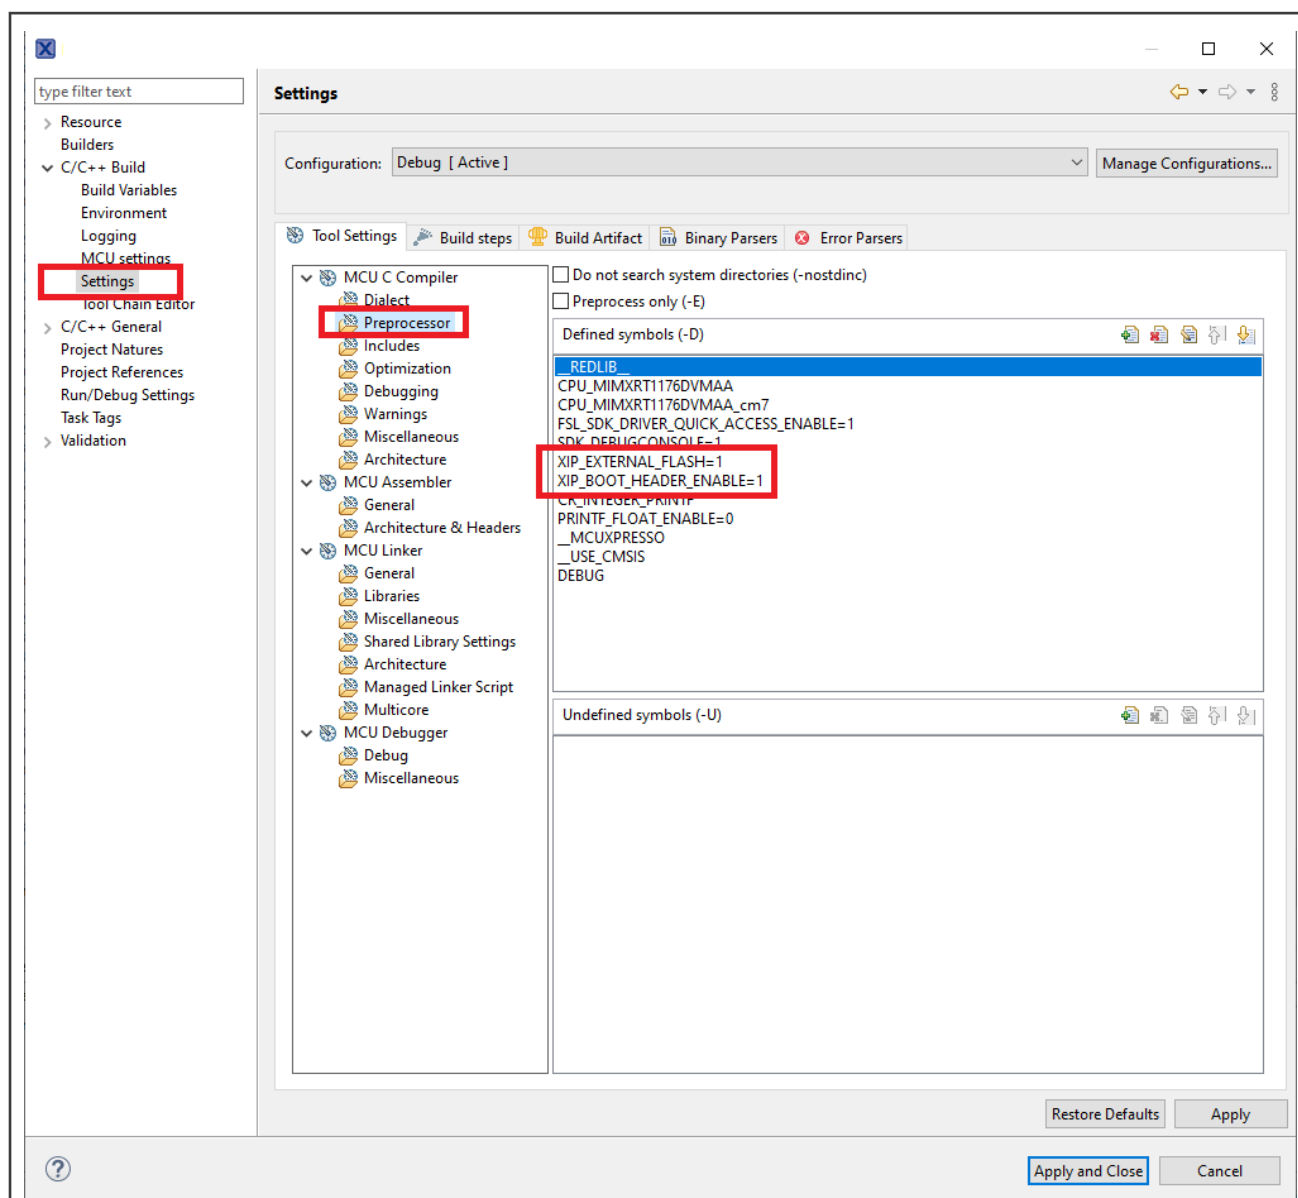 type filter text
Resource
Builders
C/C++ Build
Build Variables
Environment
Logging
MCU settings
Settings
Tool Chain Editor
C/C++ General
Project Natures
Project References
Run/Debug Settings
Task Tags
Validation
Settings
Configuration: Debug [ Active ] Manage Configurations...
Tool Settings Build steps Build Artifact Binary Parsers Error Parsers
MCU C Compiler
Dialect
Preprocessor
Includes
Optimization
Debugging
Warnings
Miscellaneous
Architecture
MCU Assembler
General
Architecture & Headers
MCU Linker
General
Libraries
Miscellaneous
Shared Library Settings
Architecture
Managed Linker Script
Multicore
MCU Debugger
Debug
Miscellaneous
Do not search system directories (-nostdinc)
Preprocess only (-E)
Defined symbols (-D)
__REDLIB__
CPU_MIMXRT1176DVMAA
CPU_MIMXRT1176DVMAA_cm7
FSL_SDK_DRIVER_QUICK_ACCESS_ENABLE=1
SDK_DEBUGCONSOLE=1
XIP_EXTERNAL_FLASH=1
XIP_BOOT_HEADER_ENABLE=1
CR_INTEGER_PRINTF
PRINTF_FLOAT_ENABLE=0
__MCUXPRESSO
__USE_CMSIS
DEBUG
Undefined symbols (-U)
Restore Defaults Apply
Apply and Close Cancel